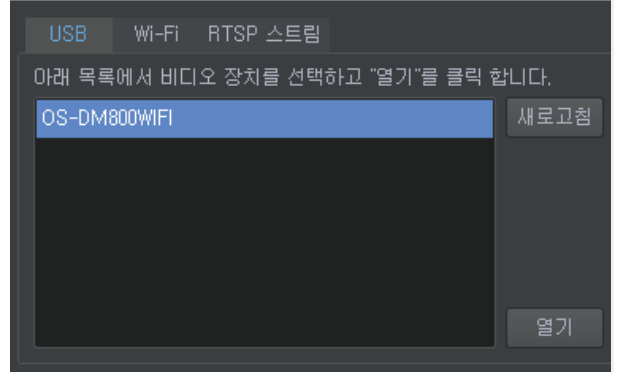 USB Wi-Fi RTSP 스트림
아래 목록에서 비디오 장치를 선택하고 "열기"를 클릭 합니다.
OS-DM800WIFI 새로고침
열기